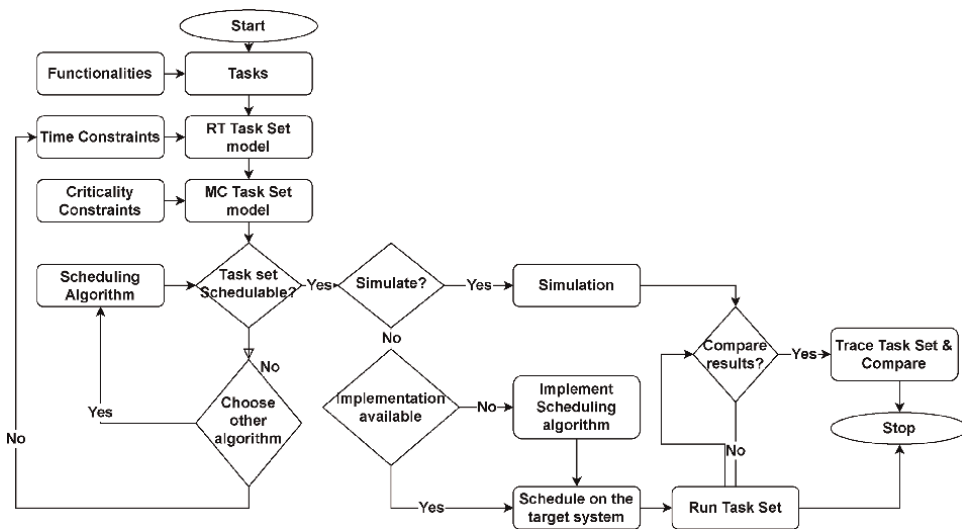 Start
Functionalities
Tasks
Time Constraints
RT Task Set
model
Criticality
Constraints
MC Task Set
model
Scheduling
Algorithm
Task set
Schedulable?
Yes
Simulate?
Yes
Simulation
No
No
Compare
results?
Yes
Trace Task Set &
Compare
Yes
Choose
other
algorithm
No
Implementation
available
No
Implement
Scheduling
algorithm
Stop
No
Yes
Schedule on the
target system
Run Task Set